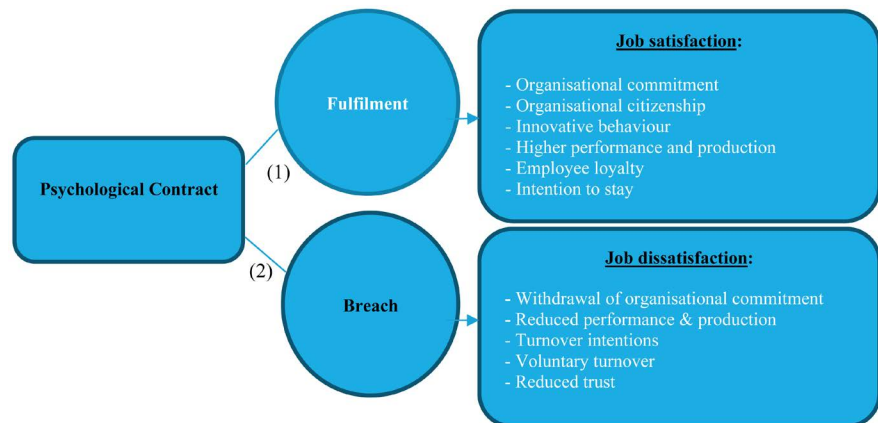 Psychological Contract
(1)
Fulfilment
Job satisfaction:
- Organisational commitment
- Organisational citizenship
- Innovative behaviour
- Higher performance and production
- Employee loyalty
- Intention to stay
(2)
Breach
Job dissatisfaction:
- Withdrawal of organisational commitment
- Reduced performance & production
- Turnover intentions
- Voluntary turnover
- Reduced trust